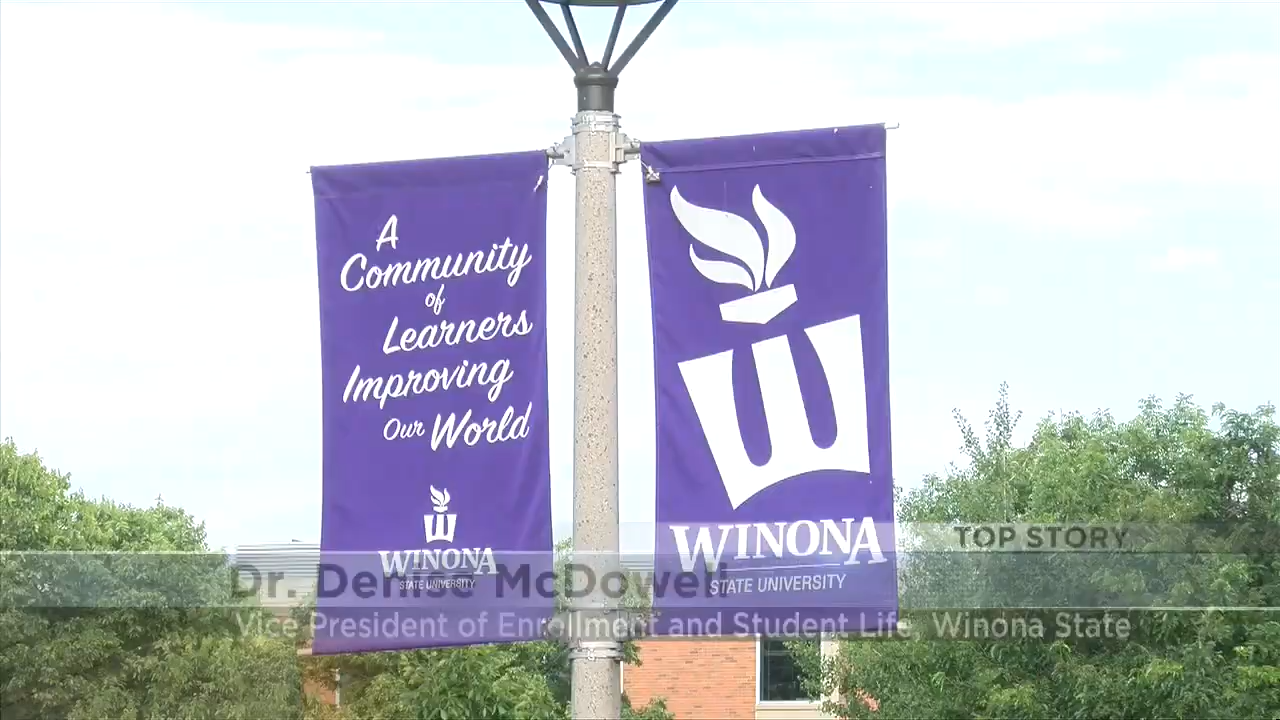 A
Community
of
Learners
Improving
Our World
WINONA
STATE UNIVERSITY
W
WINONA
STATE UNIVERSITY
TOP STORY
Dr. Denise McDowell
Vice President of Enrollment and Student Life Winona State